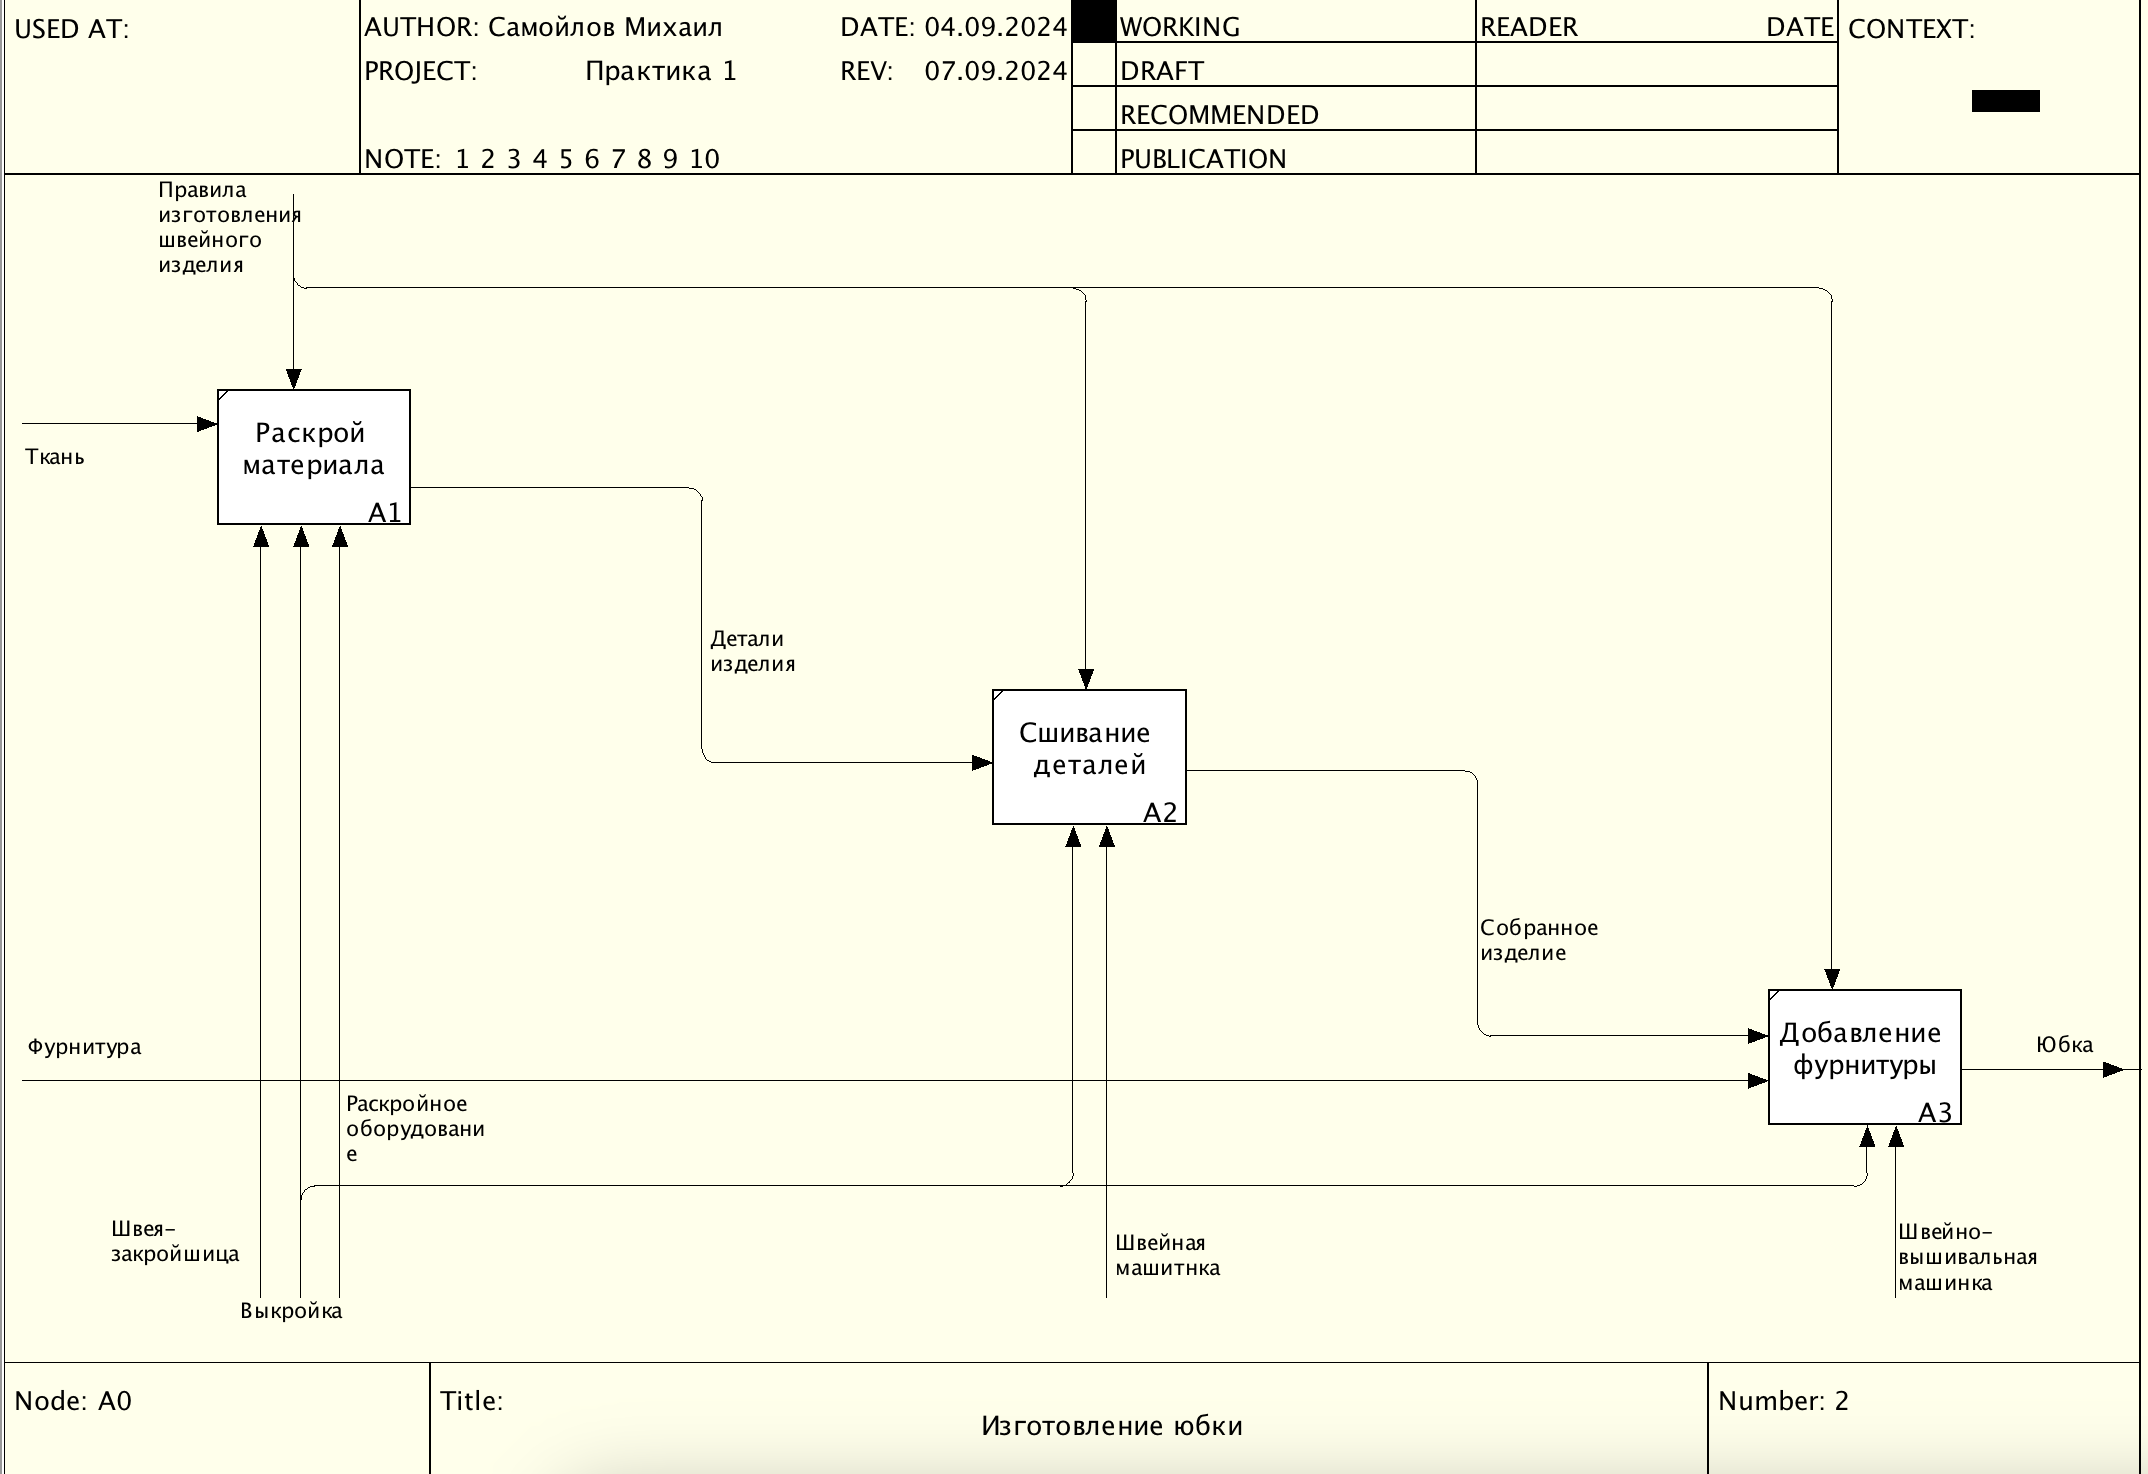 USED AT:
AUTHOR: Самойлов Михаил
DATE: 04.09.2024
WORKING
READER
DATE
CONTEXT:
PROJECT:
Практика 1
REV: 07.09.2024
DRAFT
RECOMMENDED
NOTE: 1 2 3 4 5 6 7 8 9 10
PUBLICATION
Правила
изготовления
швейного
изделия
Ткань
Раскрой
материала
A1
Детали
изделия
Сшивание
деталей
A2
Собранное
изделие
Фурнитура
Добавление
фурнитуры
A3
Юбка
Раскройное
оборудовани
е
Швея-
закройшица
Выкройка
Швейная
машитнка
Швейно-
вышивальная
машинка
Node: A0
Title:
Изготовление юбки
Number: 2